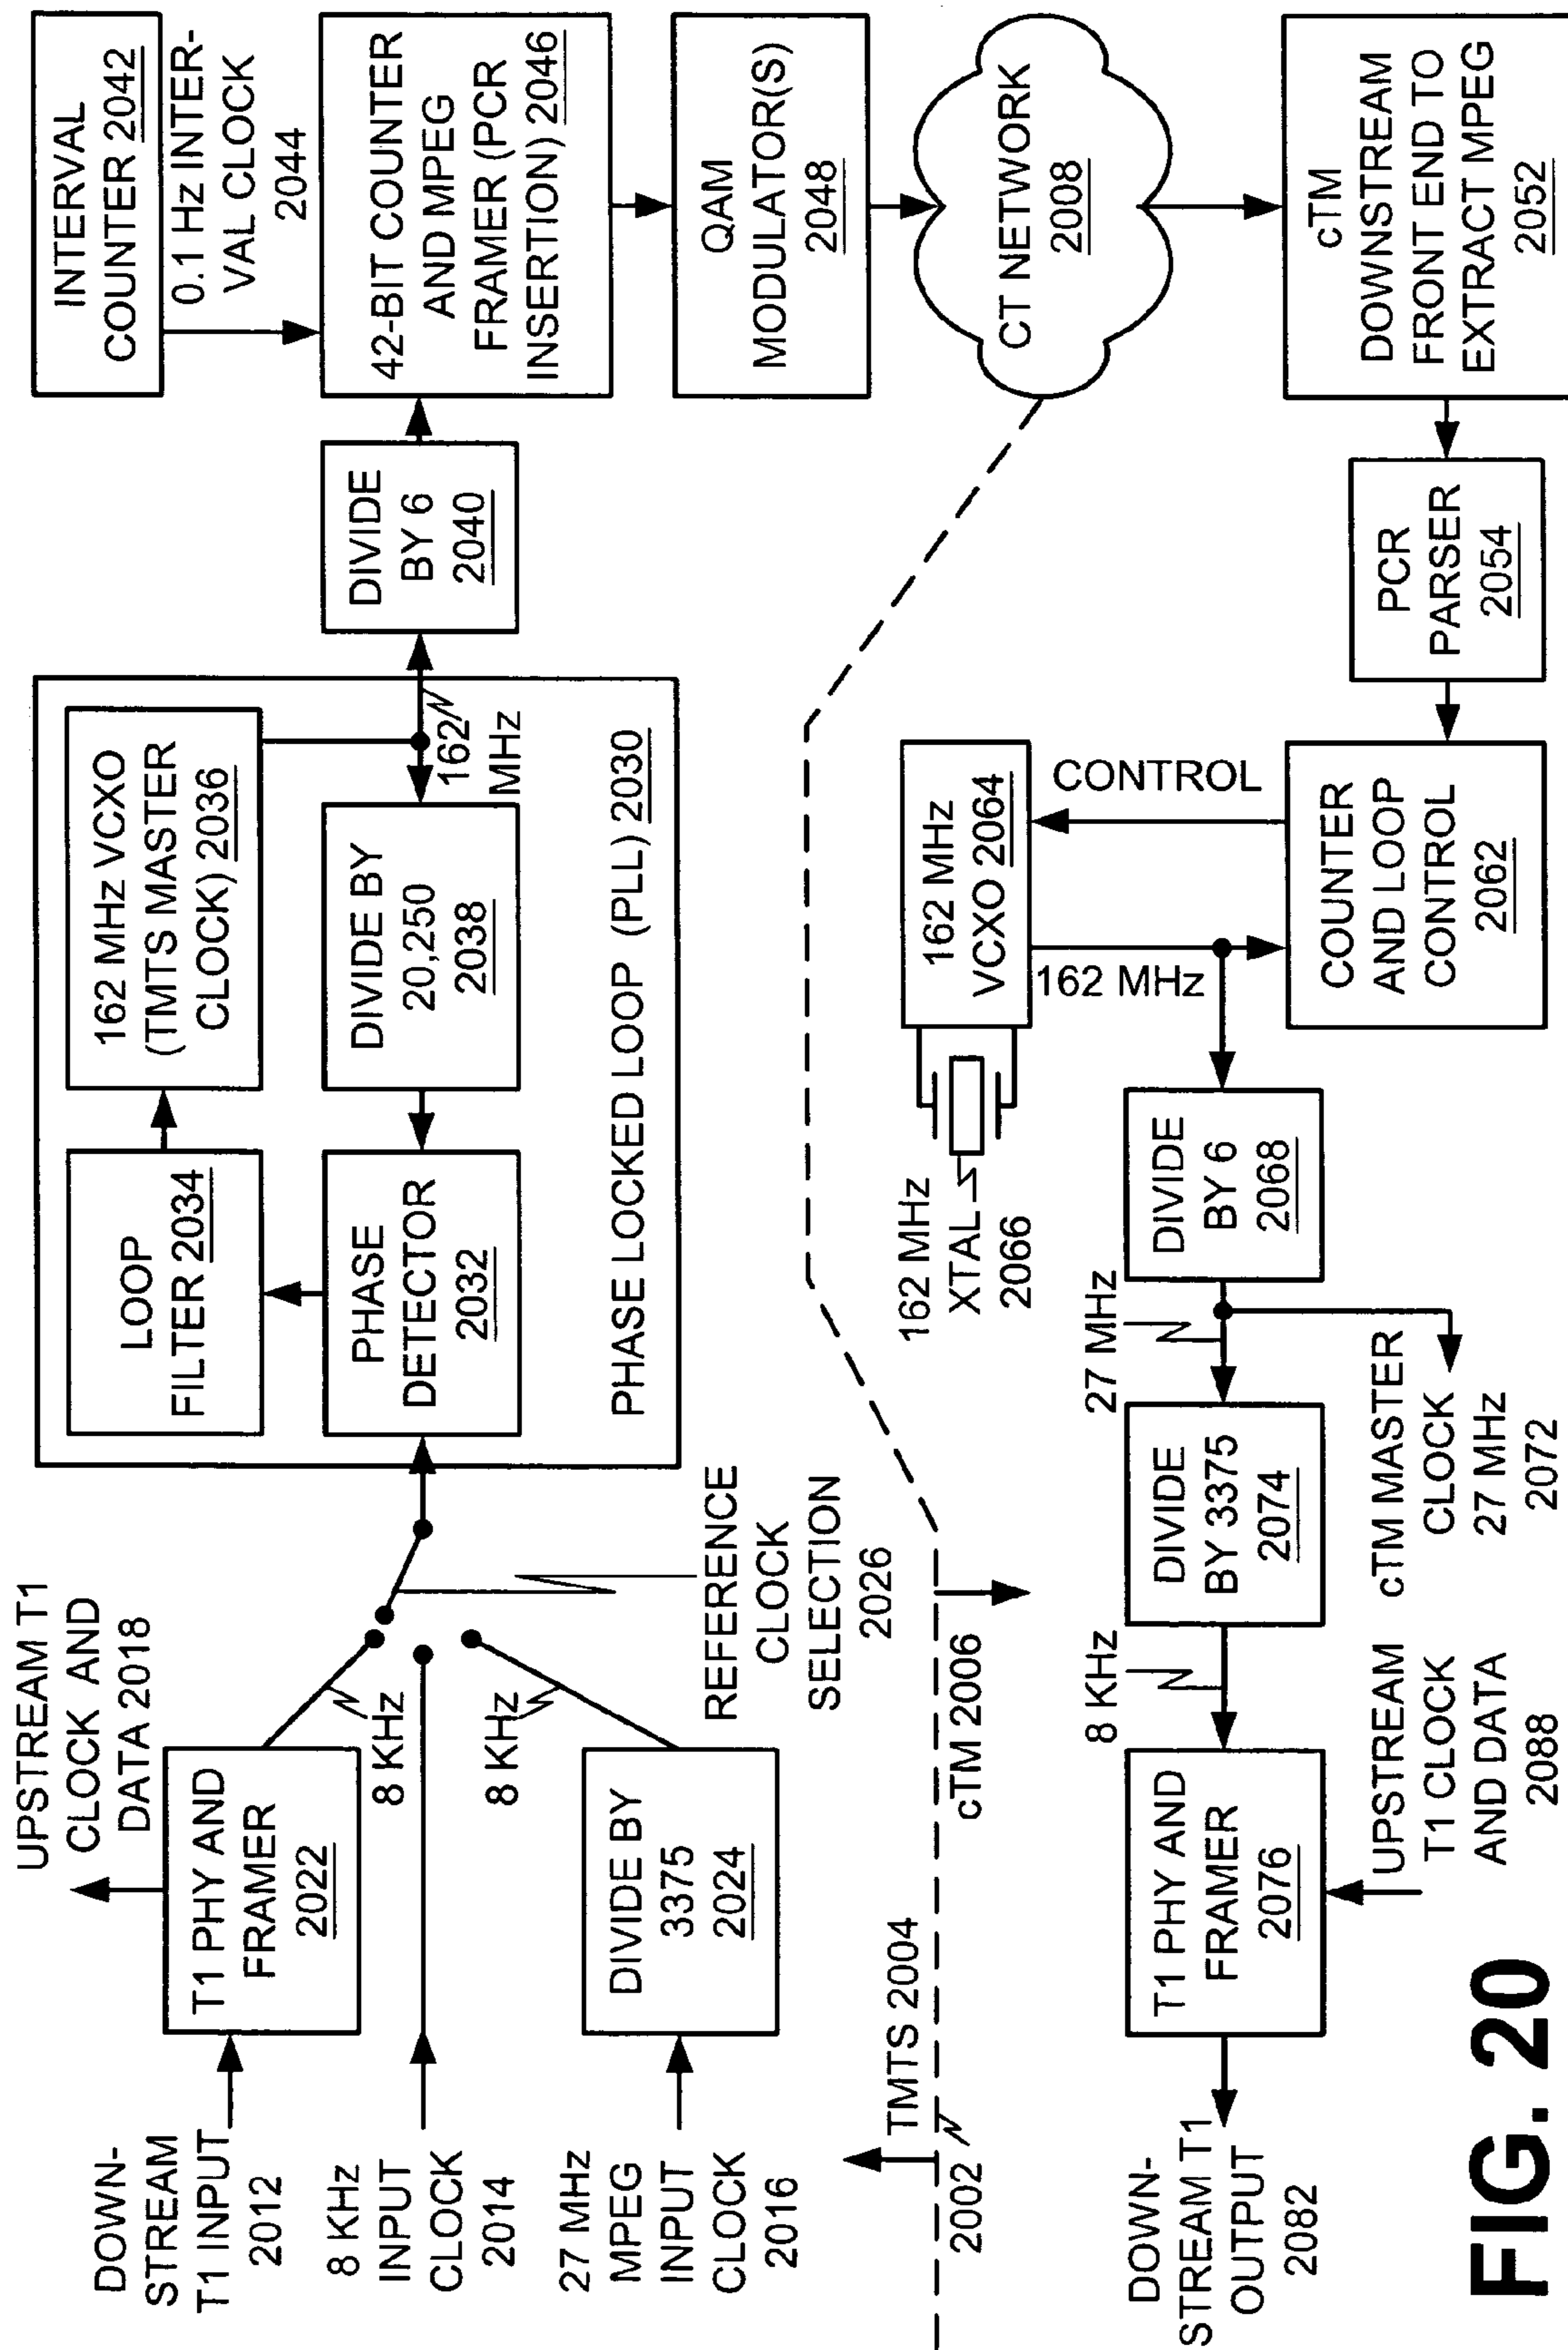 DOWN-
STREAM
T1 INPUT
2012
8 KHz
INPUT
CLOCK
2014
27 MHz
MPEG
INPUT
CLOCK
2016
UPSTREAM T1
CLOCK AND
DATA 2018
T1 PHY AND
FRAMER
2022
8 KHz
8 KHz
DIVIDE BY
3375
2024
REFERENCE
CLOCK
SELECTION
2026
LOOP
FILTER 2034
162 MHz VCXO
(TMTS MASTER
CLOCK) 2036
PHASE
DETECTOR
2032
DIVIDE BY
20,250
2038
162
MHz
PHASE LOCKED LOOP (PLL) 2030
DIVIDE
BY 6
2040
INTERVAL
COUNTER 2042
0.1 Hz INTER-
VAL CLOCK
2044
42-BIT COUNTER
AND MPEG
FRAMER (PCR
INSERTION) 2046
QAM
MODULATOR(S)
2048
CT NETWORK
2008
TMTS 2004
2002
cTM 2006
cTM
DOWNSTREAM
FRONT END TO
EXTRACT MPEG
2052
PCR
PARSER
2054
COUNTER
AND LOOP
CONTROL
2062
CONTROL
162 MHz
VCXO 2064
162 MHz
162 MHz
XTAL
2066
DIVIDE
BY 6
2068
27 MHz
cTM MASTER
CLOCK
27 MHz
2072
DIVIDE
BY 3375
2074
8 KHz
T1 PHY AND
FRAMER
2076
UPSTREAM
T1 CLOCK
AND DATA
2088
DOWN-
STREAM T1
OUTPUT
2082
FIG. 20